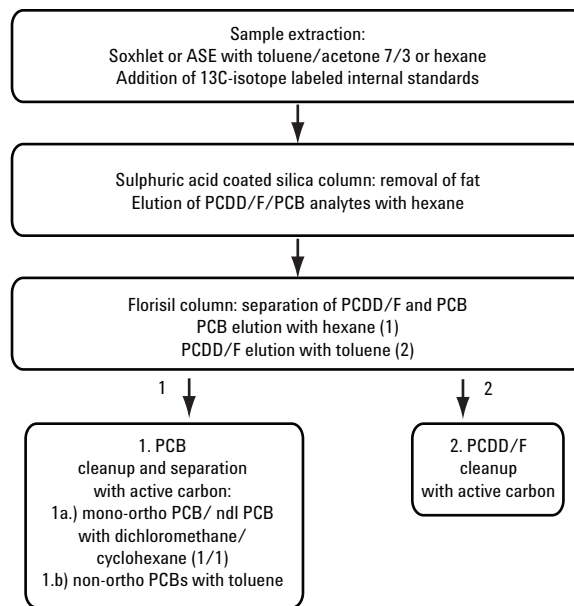 Sample extraction:
Soxhlet or ASE with toluene/acetone 7/3 or hexane
Addition of 13C-isotope labeled internal standards
Sulphuric acid coated silica column: removal of fat
Elution of PCDD/F/PCB analytes with hexane
Florisil column: separation of PCDD/F and PCB
PCB elution with hexane (1)
PCDD/F elution with toluene (2)
1
2
1. PCB
cleanup and separation
with active carbon:
1a.) mono-ortho PCB/ ndl PCB
with dichloromethane/
cyclohexane (1/1)
1.b) non-ortho PCBs with toluene
2. PCDD/F
cleanup
with active carbon